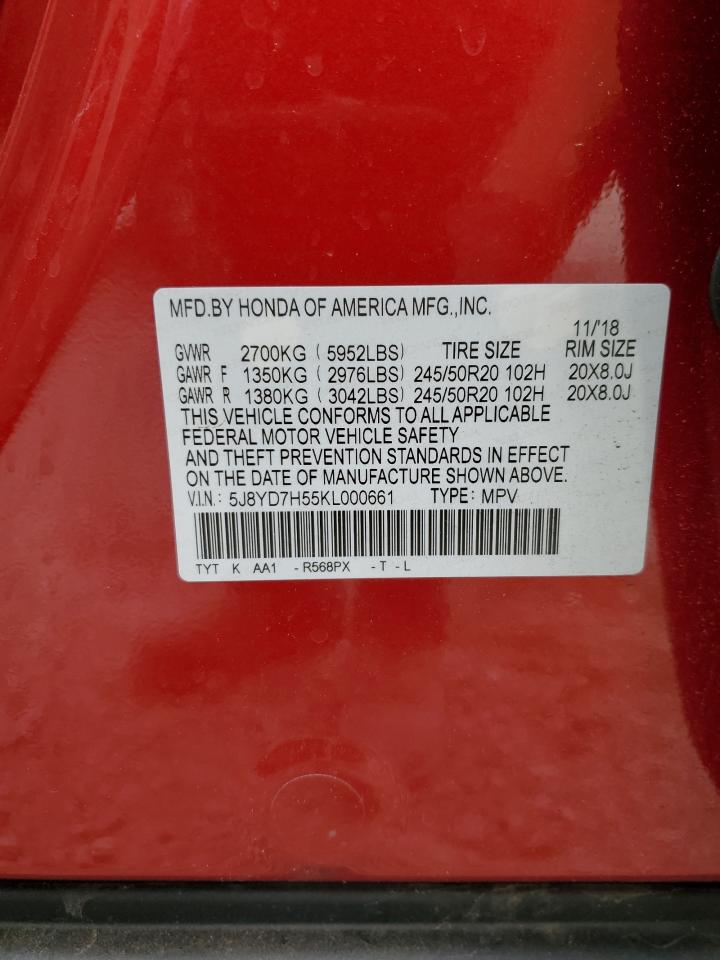 MFD.BY HONDA OF AMERICA MFG.,INC.
11/'18
GVWR 2700KG ( 5952LBS) TIRE SIZE RIM SIZE
GAWR F 1350KG ( 2976LBS) 245/50R20 102H 20X8.0J
GAWR R 1380KG ( 3042LBS) 245/50R20 102H 20X8.0J
THIS VEHICLE CONFORMS TO ALL APPLICABLE
FEDERAL MOTOR VEHICLE SAFETY
AND THEFT PREVENTION STANDARDS IN EFFECT
ON THE DATE OF MANUFACTURE SHOWN ABOVE.
V.I.N.: 5J8YD7H55KL000661 TYPE: MPV
TYT K AA1 - R568PX - T - L